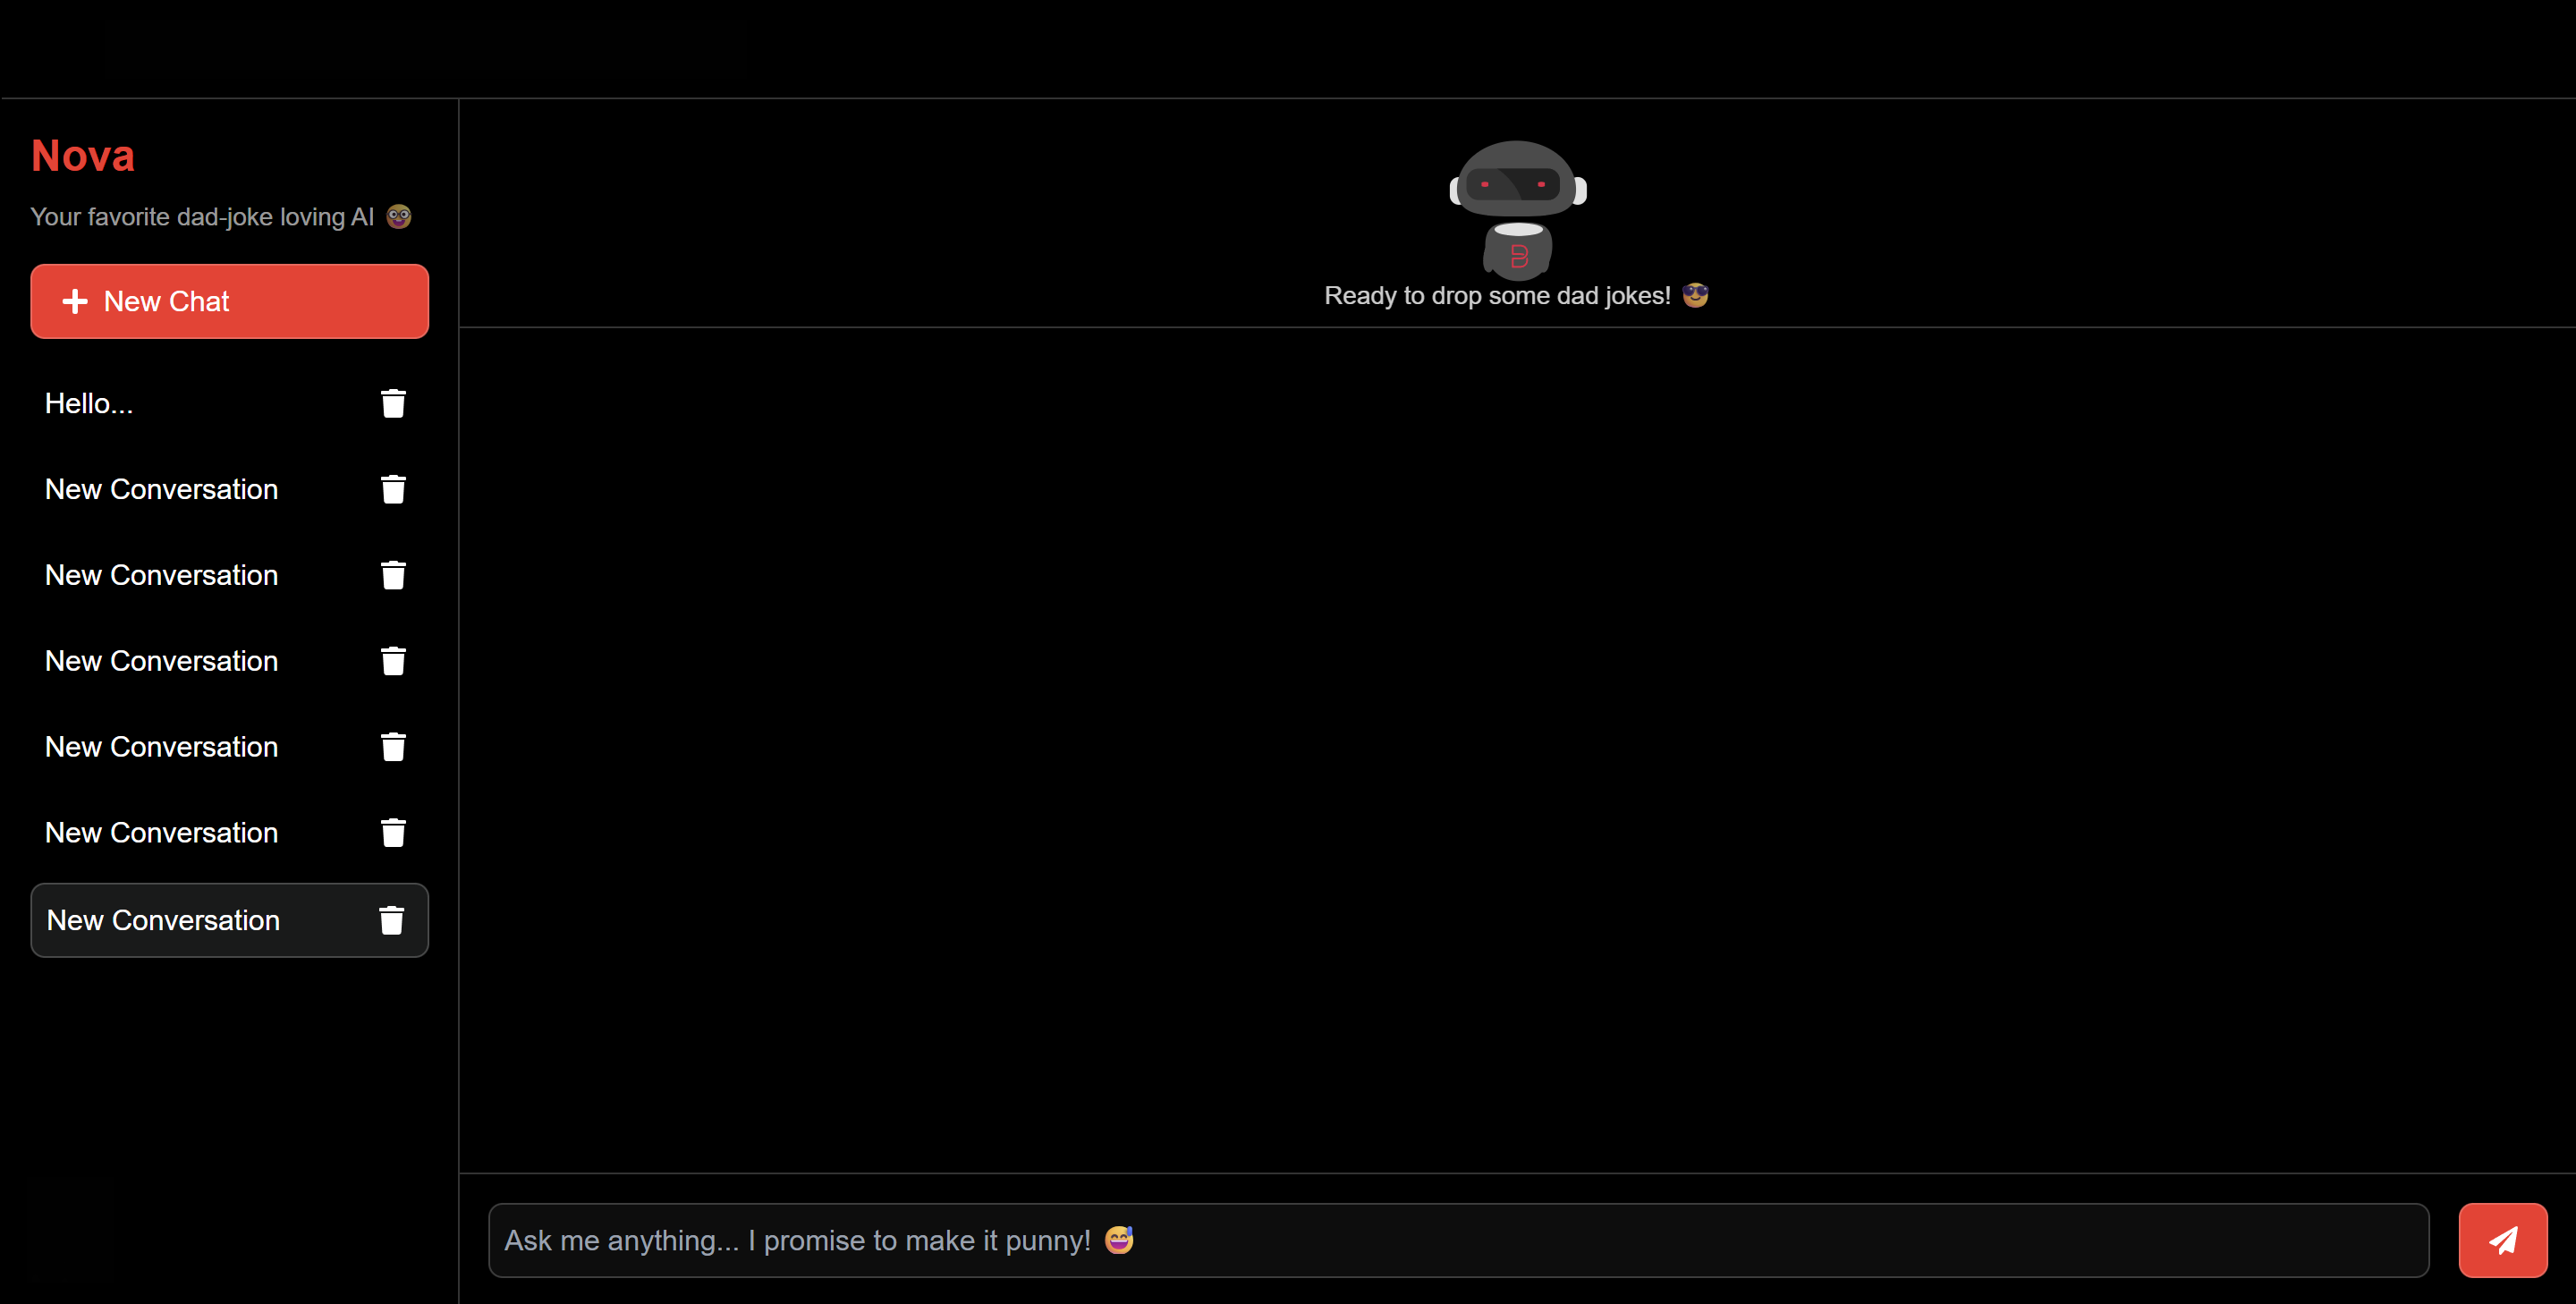 Nova
Your favorite dad-joke loving AI 🤓
+ New Chat
Hello...
New Conversation
New Conversation
New Conversation
New Conversation
New Conversation
New Conversation
B
Ready to drop some dad jokes! 😎
Ask me anything... I promise to make it punny! 😅